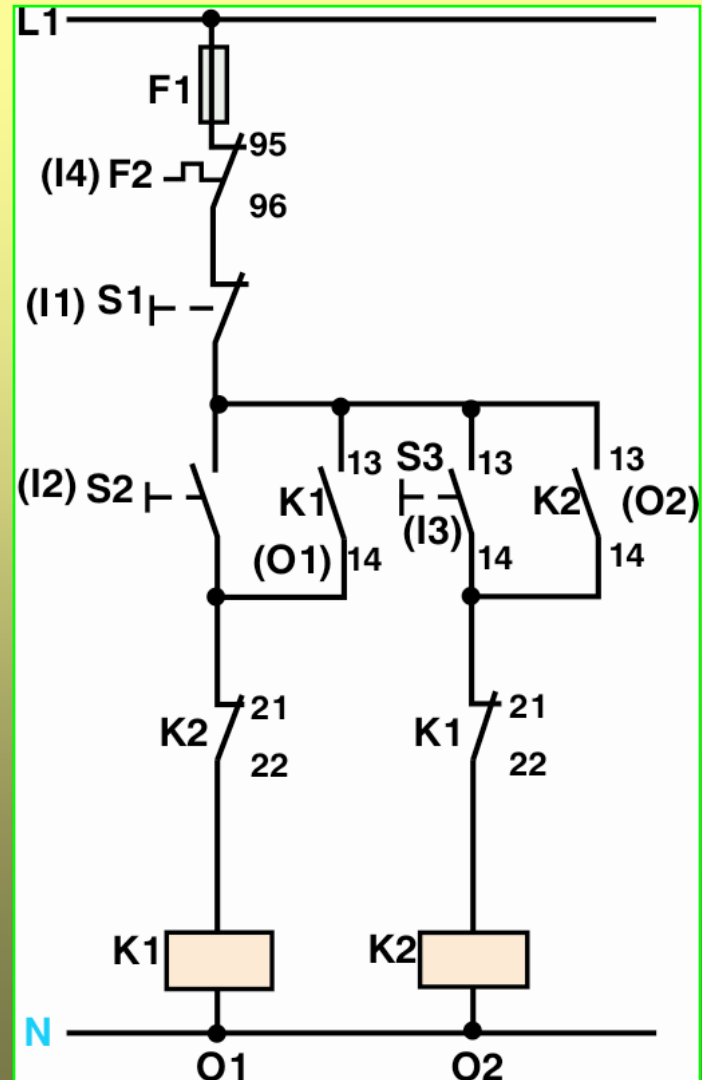 L1
F1
95
(I4) F2
96
(I1) S1
(I2) S2
13
K1
(O1)
14
S3
13
(I3)
14
13
K2
(O2)
14
K2
21
22
K1
21
22
K1
K2
N
O1
O2